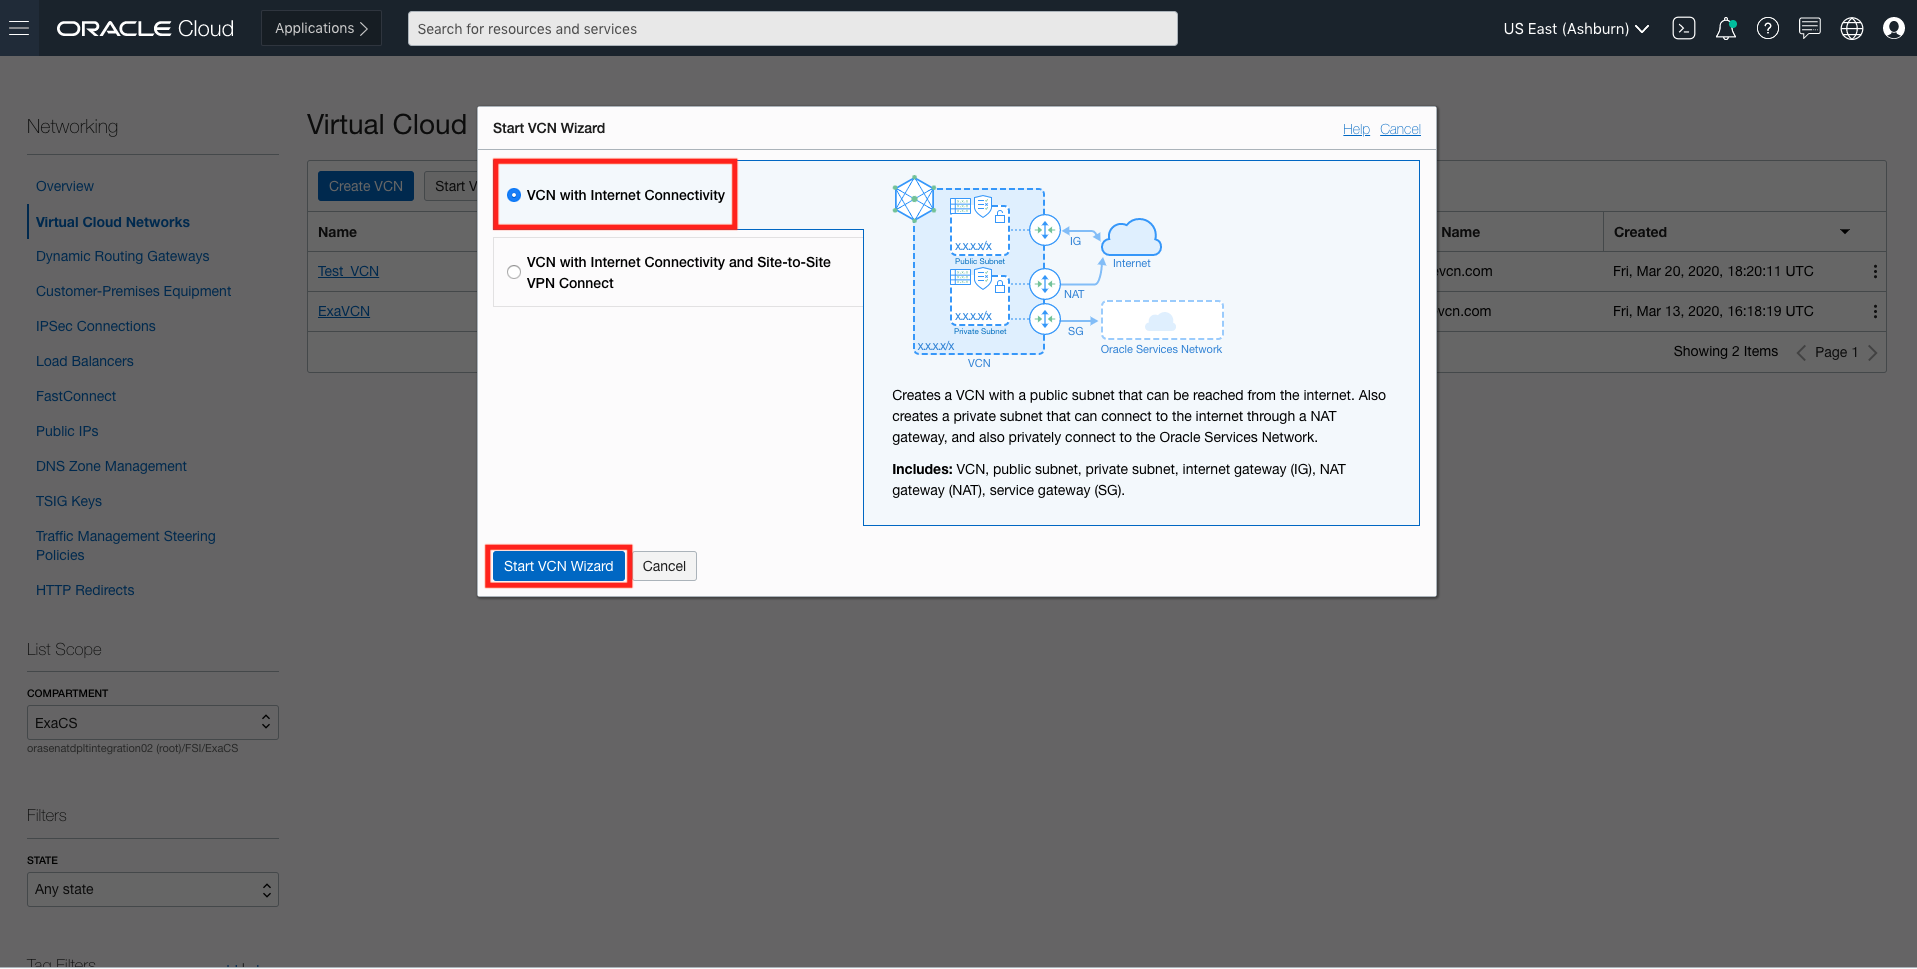 ORACLE Cloud
Applications
Search for resources and services
US East (Ashburn)
Networking
Overview
Virtual Cloud Networks
Dynamic Routing Gateways
Customer-Premises Equipment
IPSec Connections
Load Balancers
FastConnect
Public IPs
DNS Zone Management
TSIG Keys
Traffic Management Steering
Policies
HTTP Redirects
List Scope
COMPARTMENT
ExaCS
orasenatdpltintegration02 (root)/FSI/ExaCS
Filters
STATE
Any state
Tag Filters
Virtual Cloud
Create VCN
Start V
Name
Test_VCN
ExaVCN
Name
Created
vcn.com
Fri, Mar 20, 2020, 18:20:11 UTC
vcn.com
Fri, Mar 13, 2020, 16:18:19 UTC
Showing 2 Items
Page 1
Start VCN Wizard
Help
Cancel
VCN with Internet Connectivity
VCN with Internet Connectivity and Site-to-Site
VPN Connect
X.X.X.X/X
Public Subnet
IG
Internet
X.X.X.X/X
Private Subnet
NAT
SG
X.X.X.X/X
Oracle Services Network
VCN
Creates a VCN with a public subnet that can be reached from the internet. Also
creates a private subnet that can connect to the internet through a NAT
gateway, and also privately connect to the Oracle Services Network.
Includes: VCN, public subnet, private subnet, internet gateway (IG), NAT
gateway (NAT), service gateway (SG).
Start VCN Wizard
Cancel